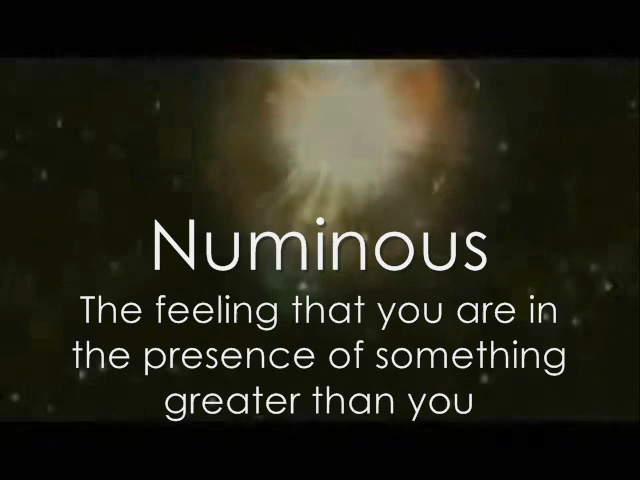 Numinous
The feeling that you are in
the presence of something
greater than you